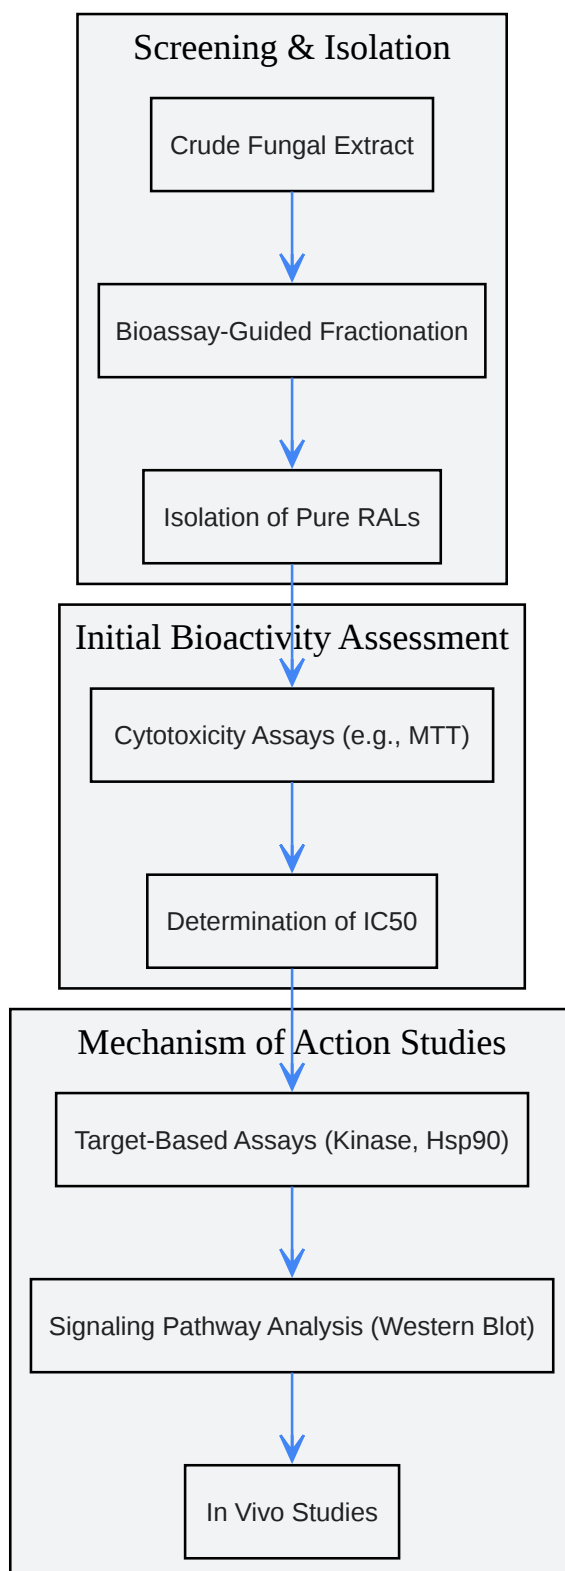 Screening & Isolation
Crude Fungal Extract
Bioassay-Guided Fractionation
Isolation of Pure RALs
Initial Bioactivity Assessment
Cytotoxicity Assays (e.g., MTT)
Determination of IC50
Mechanism of Action Studies
Target-Based Assays (Kinase, Hsp90)
Signaling Pathway Analysis (Western Blot)
In Vivo Studies